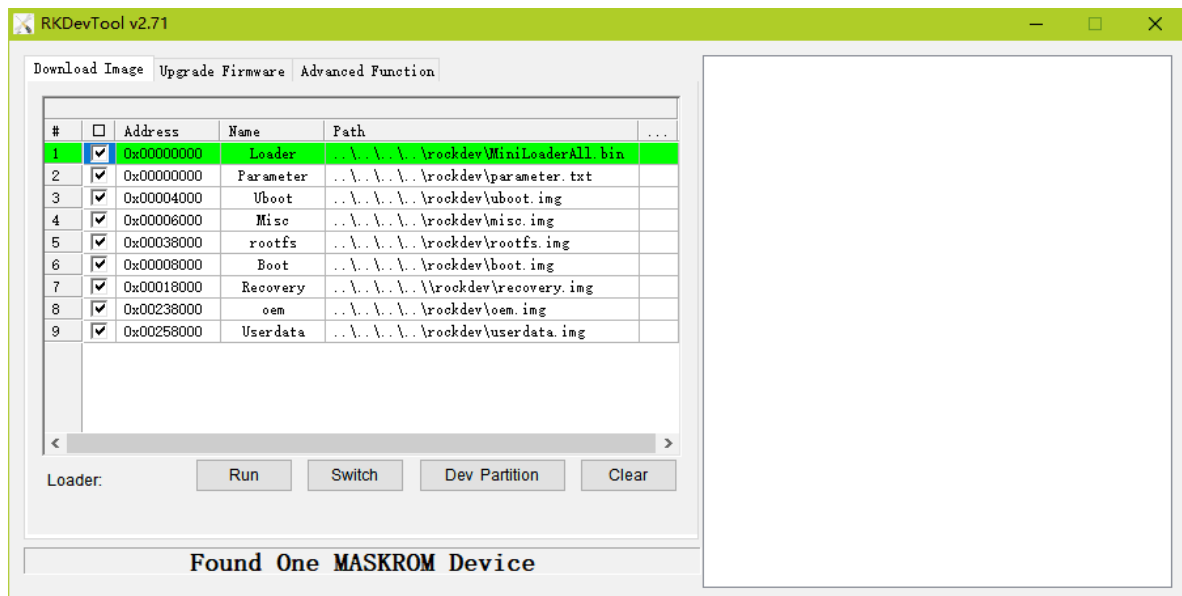 RKDevTool v2.71
Download Image Upgrade Firmware Advanced Function
# Address Name Path ...
1 0x00000000 Loader ..\..\..\..\rockdev\MiniLoaderAll.bin
2 0x00000000 Parameter ..\..\..\..\rockdev\parameter.txt
3 0x00004000 Uboot ..\..\..\..\rockdev\uboot.img
4 0x00006000 Misc ..\..\..\..\rockdev\misc.img
5 0x00038000 rootfs ..\..\..\..\rockdev\rootfs.img
6 0x00008000 Boot ..\..\..\..\rockdev\boot.img
7 0x00018000 Recovery ..\..\..\..\\rockdev\recovery.img
8 0x00238000 oem ..\..\..\..\rockdev\oem.img
9 0x00258000 Userdata ..\..\..\..\rockdev\userdata.img
Loader: Run Switch Dev Partition Clear
Found One MASKROM Device